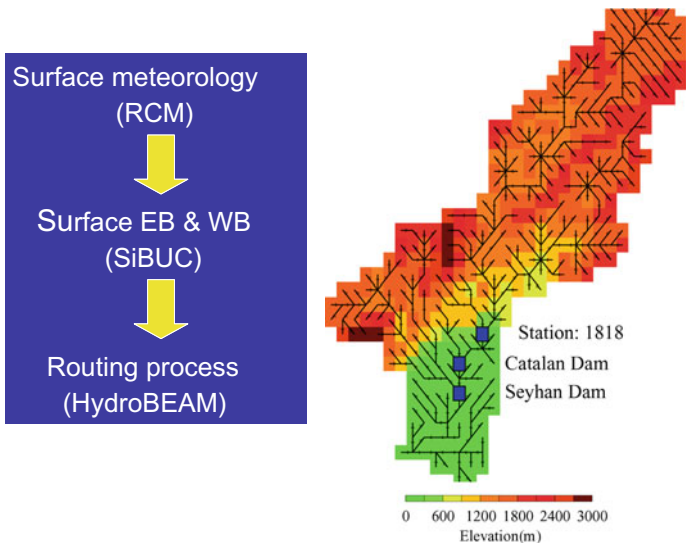 Surface meteorology
(RCM)
Surface EB & WB
(SiBUC)
Routing process
(HydroBEAM)
Station: 1818
Catalan Dam
Seyhan Dam
0 600 1200 1800 2400 3000
Elevation(m)